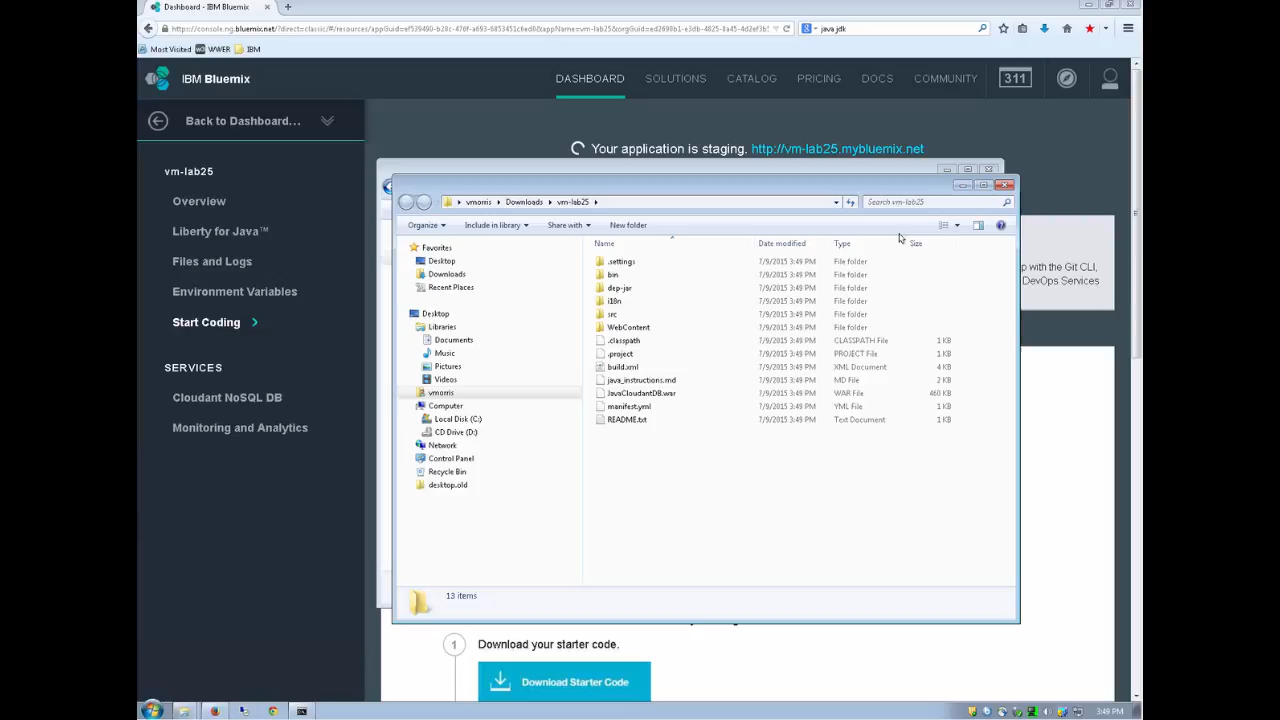 Dashboard - IBM Bluemix
java jdk
Most Visited
WWER
IBM
IBM Bluemix
DASHBOARD
SOLUTIONS
CATALOG
PRICING
DOCS
COMMUNITY
311
Back to Dashboard...
Your application is staging. http://vm-lab25.mybluemix.net
vm-lab25
Overview
Liberty for Java™
Files and Logs
Environment Variables
Start Coding
SERVICES
Cloudant NoSQL DB
Monitoring and Analytics
vmorris
Downloads
vm-lab25
Search vm-lab25
Organize
Include in library
Share with
New folder
Favorites
Desktop
Downloads
Recent Places
Desktop
Libraries
Documents
Music
Pictures
Videos
vmorris
Computer
Local Disk (C:)
CD Drive (D:)
Network
Control Panel
Recycle Bin
desktop.old
Name Date modified Type Size
.settings 7/9/2015 3:49 PM File folder
bin 7/9/2015 3:49 PM File folder
dep-jar 7/9/2015 3:49 PM File folder
i18n 7/9/2015 3:49 PM File folder
src 7/9/2015 3:49 PM File folder
WebContent 7/9/2015 3:49 PM File folder
.classpath 7/9/2015 3:49 PM CLASSPATH File 1 KB
.project 7/9/2015 3:49 PM PROJECT File 1 KB
build.xml 7/9/2015 3:49 PM XML Document 4 KB
java_instructions.md 7/9/2015 3:49 PM MD File 2 KB
JavaCloudantDB.war 7/9/2015 3:49 PM WAR File 460 KB
manifest.yml 7/9/2015 3:49 PM YML File 1 KB
README.txt 7/9/2015 3:49 PM Text Document 1 KB
13 items
p with the Git CLI,
DevOps Services
1
Download your starter code.
Download Starter Code
3:49 PM